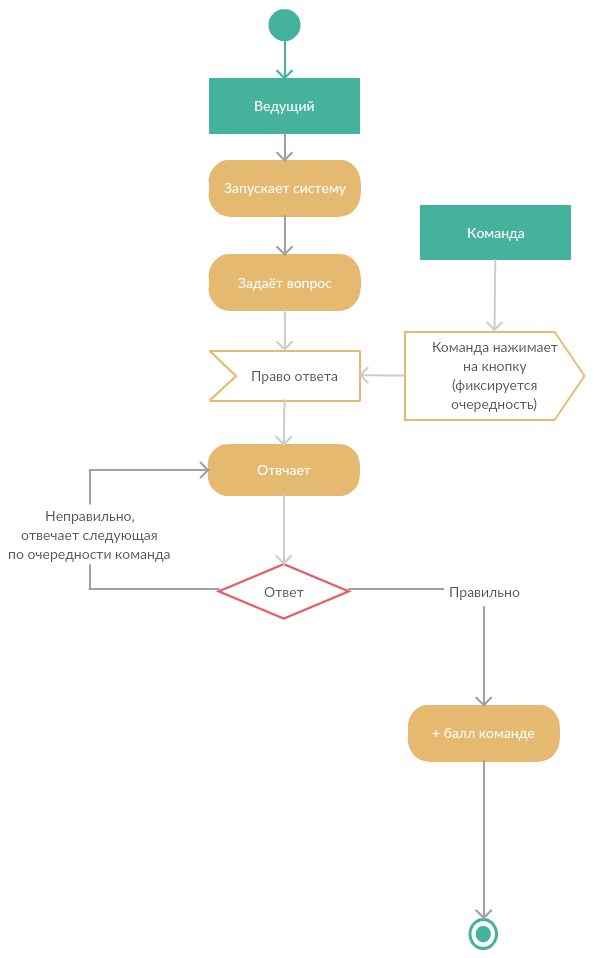 Ведущий
Запускает систему
Команда
Задаёт вопрос
Команда нажимает
на кнопку
(фиксируется
очередность)
Право ответа
Отвчает
Неправильно,
отвечает следующая
по очередности команда
Ответ
Правильно
+ балл команде